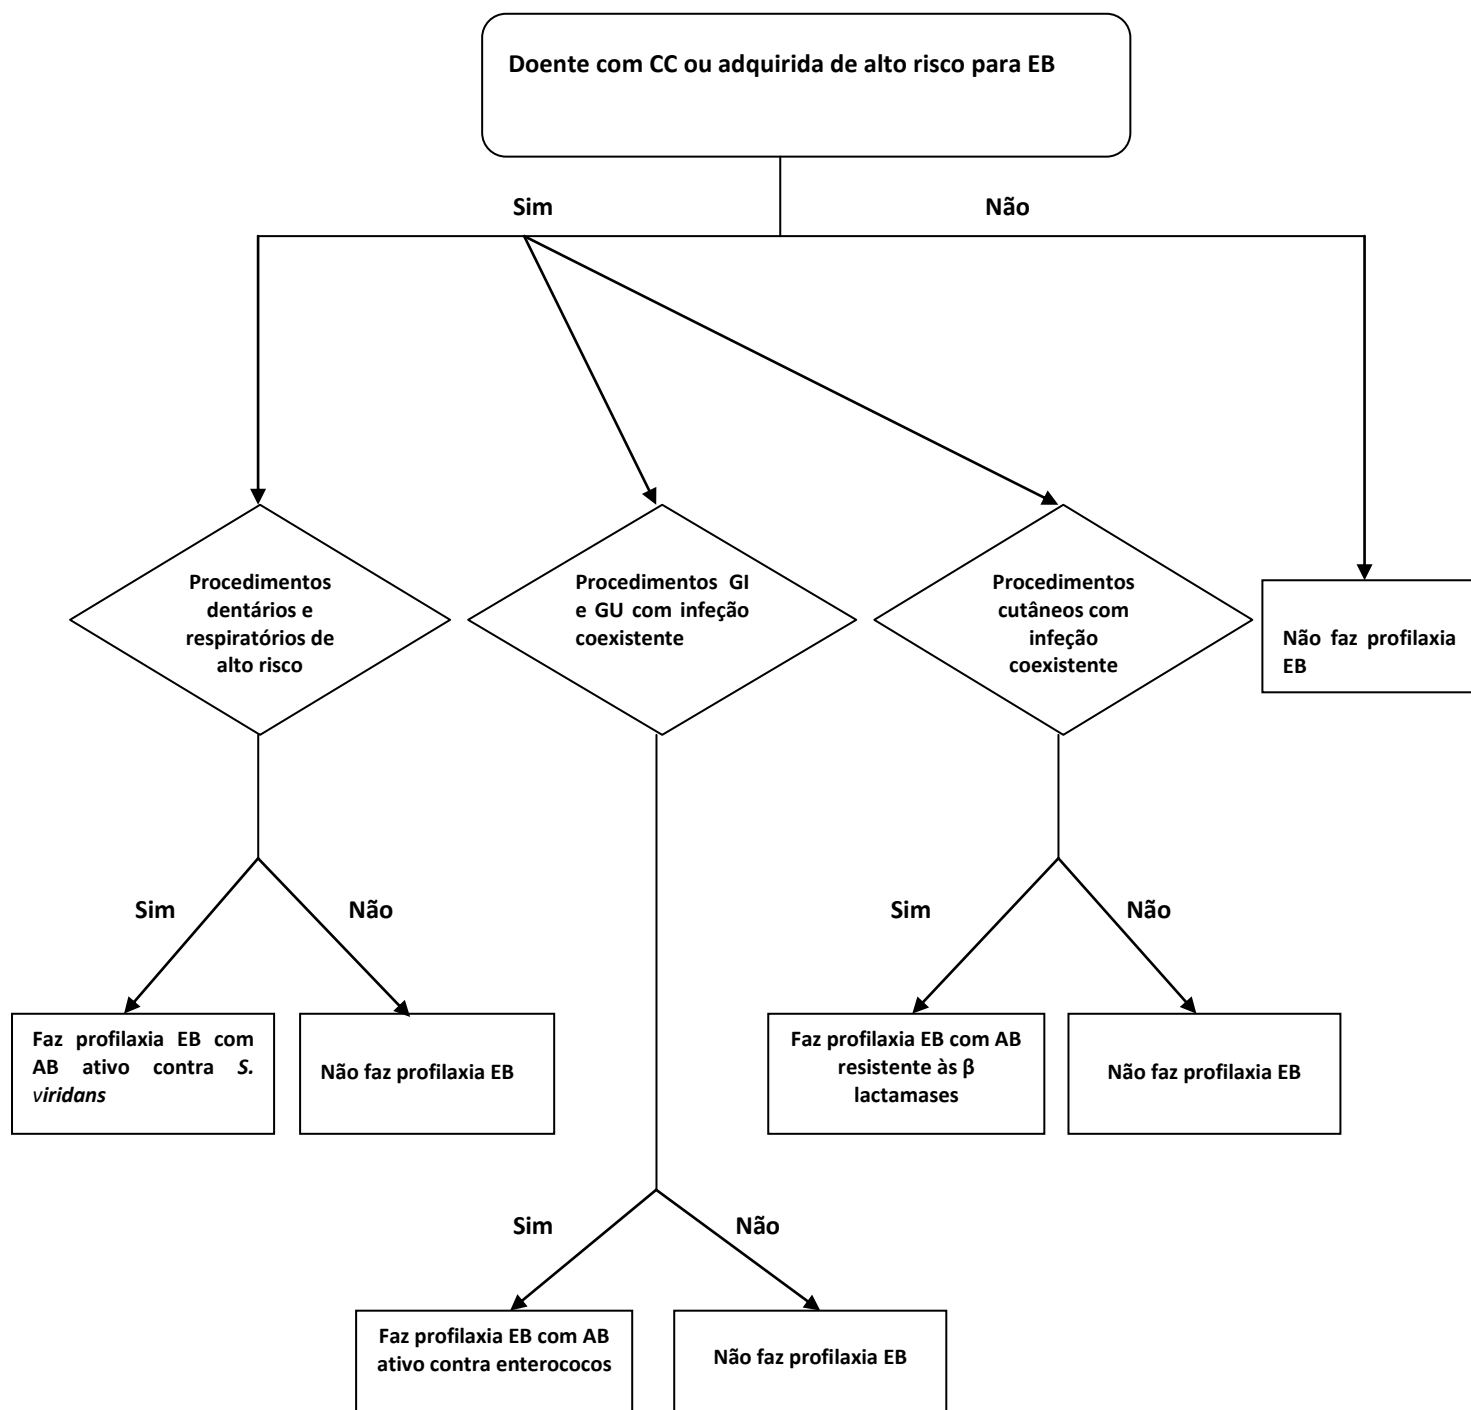 Doente com CC ou adquirida de alto risco para EB
Sim
Não
Procedimentos
dentários e
respiratórios de
alto risco
Procedimentos GI
e GU com infeção
coexistente
Procedimentos
cutâneos com
infeção
coexistente
Não faz profilaxia
EB
Sim
Não
Sim
Não
Faz profilaxia EB com
AB ativo contra S.
viridans
Não faz profilaxia EB
Faz profilaxia EB com AB
resistente às β
lactamases
Não faz profilaxia EB
Sim
Não
Faz profilaxia EB com AB
ativo contra enterococos
Não faz profilaxia EB